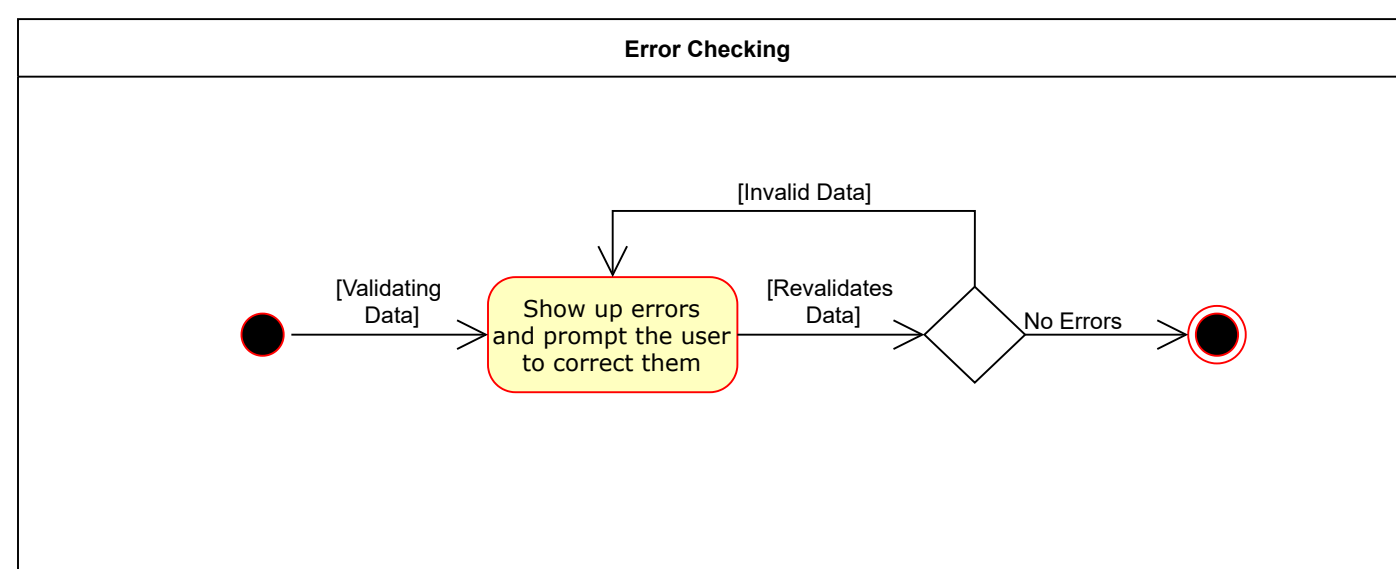 Error Checking
[Invalid Data]
[Validating
Data]
Show up errors
and prompt the user
to correct them
[Revalidates
Data]
No Errors